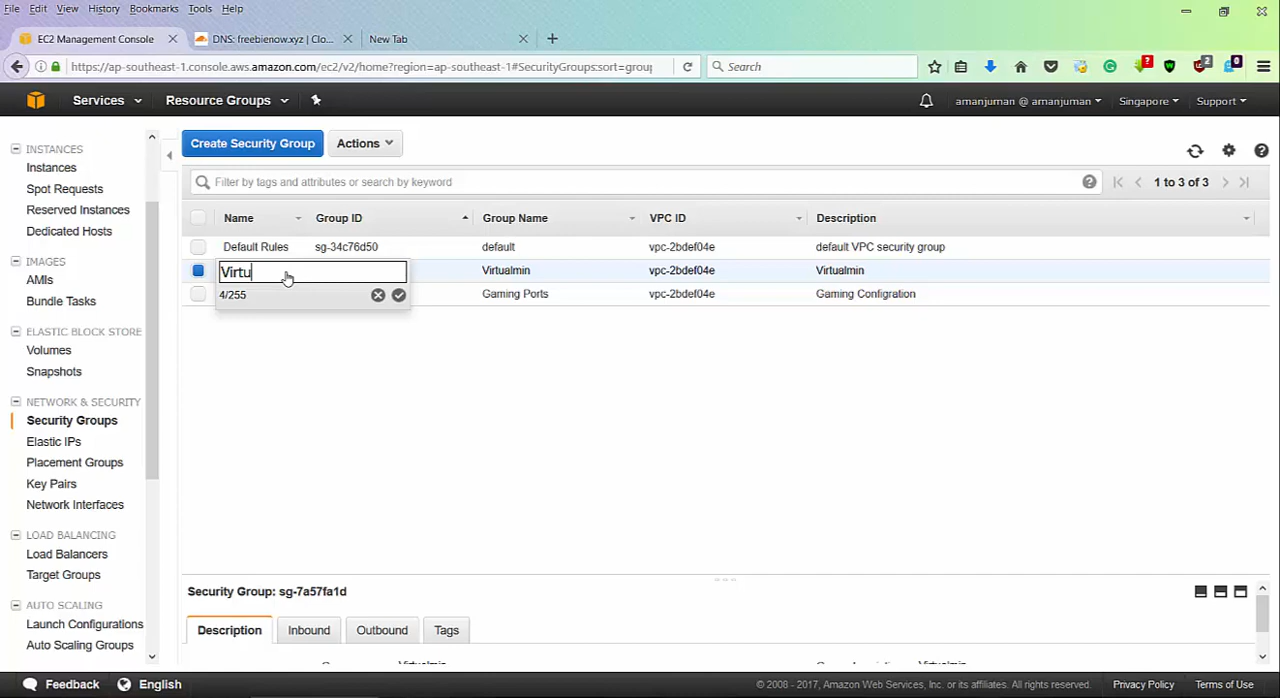 File Edit View History Bookmarks Tools Help
EC2 Management Console
DNS: freebienow.xyz | Clo...
New Tab
https://ap-southeast-1.console.aws.amazon.com/ec2/v2/home?region=ap-southeast-1#SecurityGroups:sort=grou
Search
?
2
0
Services
Resource Groups
amanjuman @ amanjuman
Singapore
Support
INSTANCES
Instances
Spot Requests
Reserved Instances
Dedicated Hosts
IMAGES
AMIs
Bundle Tasks
ELASTIC BLOCK STORE
Volumes
Snapshots
NETWORK & SECURITY
Security Groups
Elastic IPs
Placement Groups
Key Pairs
Network Interfaces
LOAD BALANCING
Load Balancers
Target Groups
AUTO SCALING
Launch Configurations
Auto Scaling Groups
Create Security Group
Actions
Filter by tags and attributes or search by keyword
1 to 3 of 3
Name Group ID Group Name VPC ID Description
Default Rules sg-34c76d50 default vpc-2bdef04e default VPC security group
Virtu Virtualmin vpc-2bdef04e Virtualmin
4/255 Gaming Ports vpc-2bdef04e Gaming Configration
Security Group: sg-7a57fa1d
Description
Inbound
Outbound
Tags
Feedback
English
© 2008 - 2017, Amazon Web Services, Inc. or its affiliates. All rights reserved.
Privacy Policy
Terms of Use